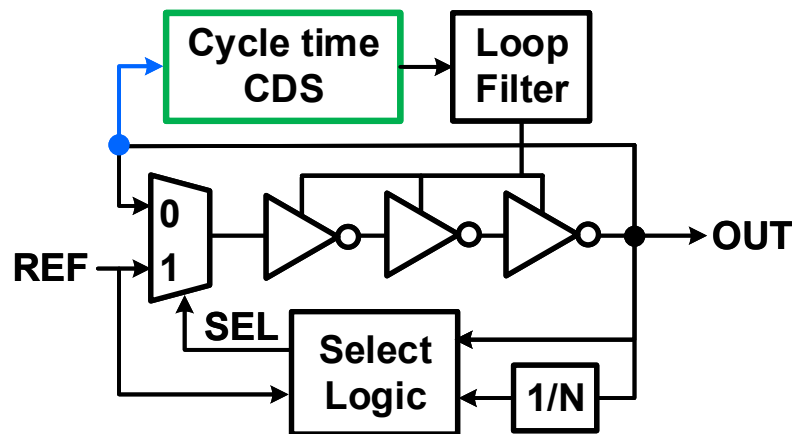 Cycle time
CDS
Loop
Filter
0
1
REF
OUT
SEL
Select
Logic
1/N